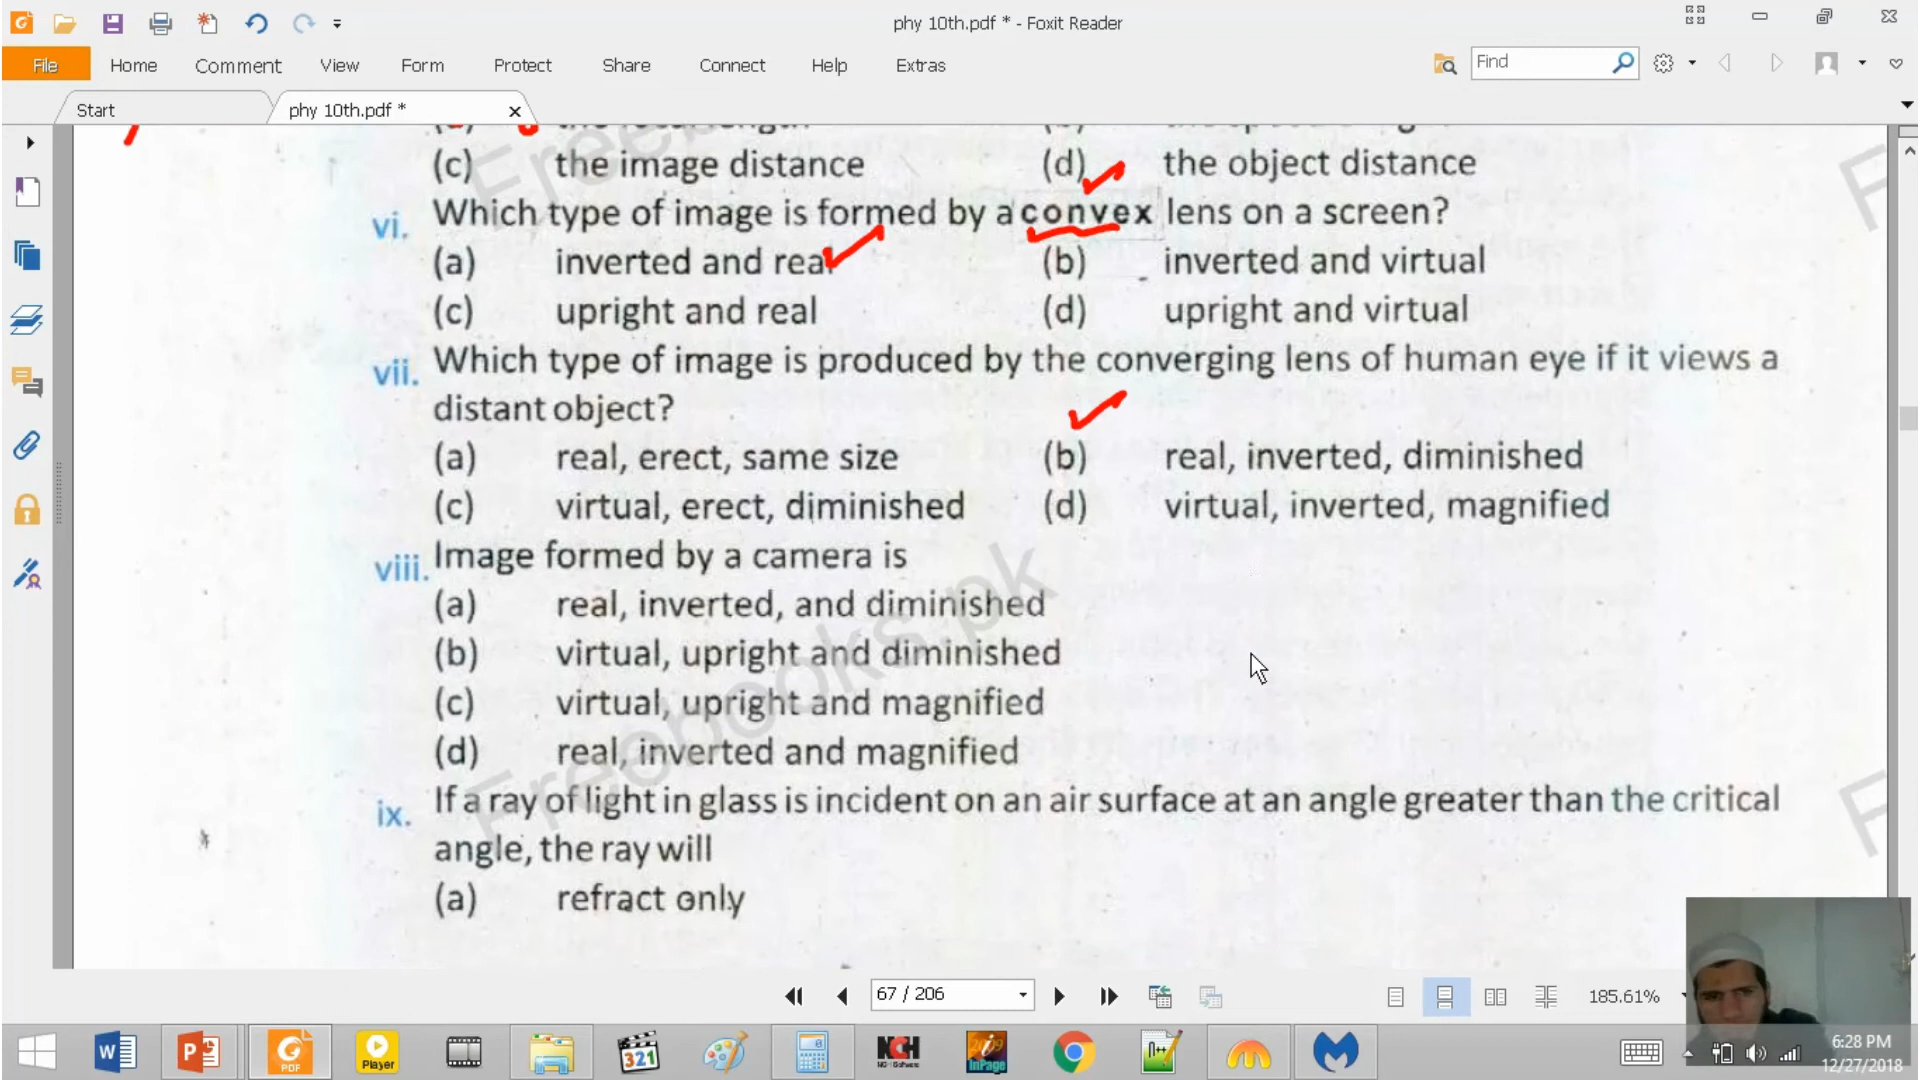 phy 10th.pdf * - Foxit Reader
File Home Comment View Form Protect Share Connect Help Extras Find
Start phy 10th.pdf *
(c) the image distance (d) the object distance
vi. Which type of image is formed by a convex lens on a screen?
(a) inverted and real (b) inverted and virtual
(c) upright and real (d) upright and virtual
vii. Which type of image is produced by the converging lens of human eye if it views a
distant object?
(a) real, erect, same size (b) real, inverted, diminished
(c) virtual, erect, diminished (d) virtual, inverted, magnified
viii. Image formed by a camera is
(a) real, inverted, and diminished
(b) virtual, upright and diminished
(c) virtual, upright and magnified
(d) real, inverted and magnified
ix. If a ray of light in glass is incident on an air surface at an angle greater than the critical
angle, the ray will
(a) refract only
Freebooks.pk
67 / 206
185.61%
PDF
Player
321
NCH
InPage
6:28 PM
12/27/2018